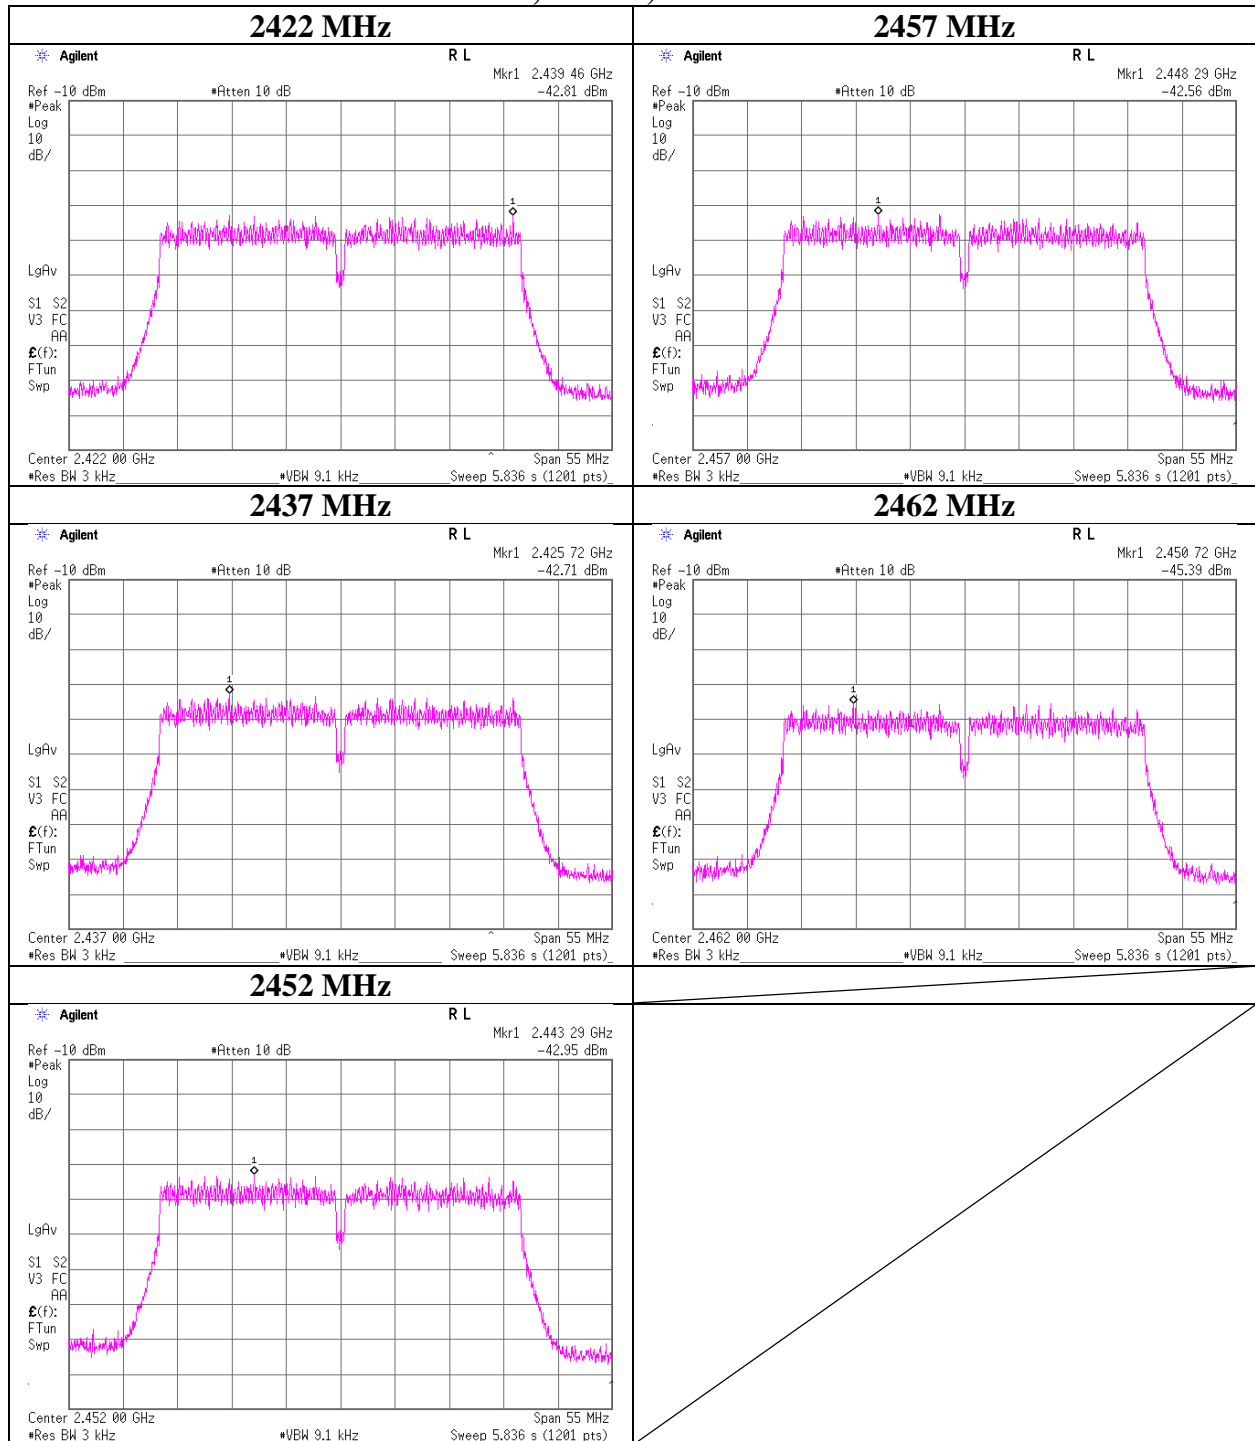 2422 MHz
Agilent
R L
Mkr1 2.439 46 GHz
Ref -10 dBm #Atten 10 dB -42.81 dBm
#Peak
Log
10
dB/
1
LgAv
S1 S2
V3 FC
AA
£(f):
FTun
Swp
Center 2.422 00 GHz Span 55 MHz
#Res BW 3 kHz #VBW 9.1 kHz Sweep 5.836 s (1201 pts)
2457 MHz
Agilent
R L
Mkr1 2.448 29 GHz
Ref -10 dBm #Atten 10 dB -42.56 dBm
#Peak
Log
10
dB/
1
LgAv
S1 S2
V3 FC
AA
£(f):
FTun
Swp
Center 2.457 00 GHz Span 55 MHz
#Res BW 3 kHz #VBW 9.1 kHz Sweep 5.836 s (1201 pts)
2437 MHz
Agilent
R L
Mkr1 2.425 72 GHz
Ref -10 dBm #Atten 10 dB -42.71 dBm
#Peak
Log
10
dB/
1
LgAv
S1 S2
V3 FC
AA
£(f):
FTun
Swp
Center 2.437 00 GHz Span 55 MHz
#Res BW 3 kHz #VBW 9.1 kHz Sweep 5.836 s (1201 pts)
2462 MHz
Agilent
R L
Mkr1 2.450 72 GHz
Ref -10 dBm #Atten 10 dB -45.39 dBm
#Peak
Log
10
dB/
1
LgAv
S1 S2
V3 FC
AA
£(f):
FTun
Swp
Center 2.462 00 GHz Span 55 MHz
#Res BW 3 kHz #VBW 9.1 kHz Sweep 5.836 s (1201 pts)
2452 MHz
Agilent
R L
Mkr1 2.443 29 GHz
Ref -10 dBm #Atten 10 dB -42.95 dBm
#Peak
Log
10
dB/
1
LgAv
S1 S2
V3 FC
AA
£(f):
FTun
Swp
Center 2.452 00 GHz Span 55 MHz
#Res BW 3 kHz #VBW 9.1 kHz Sweep 5.836 s (1201 pts)